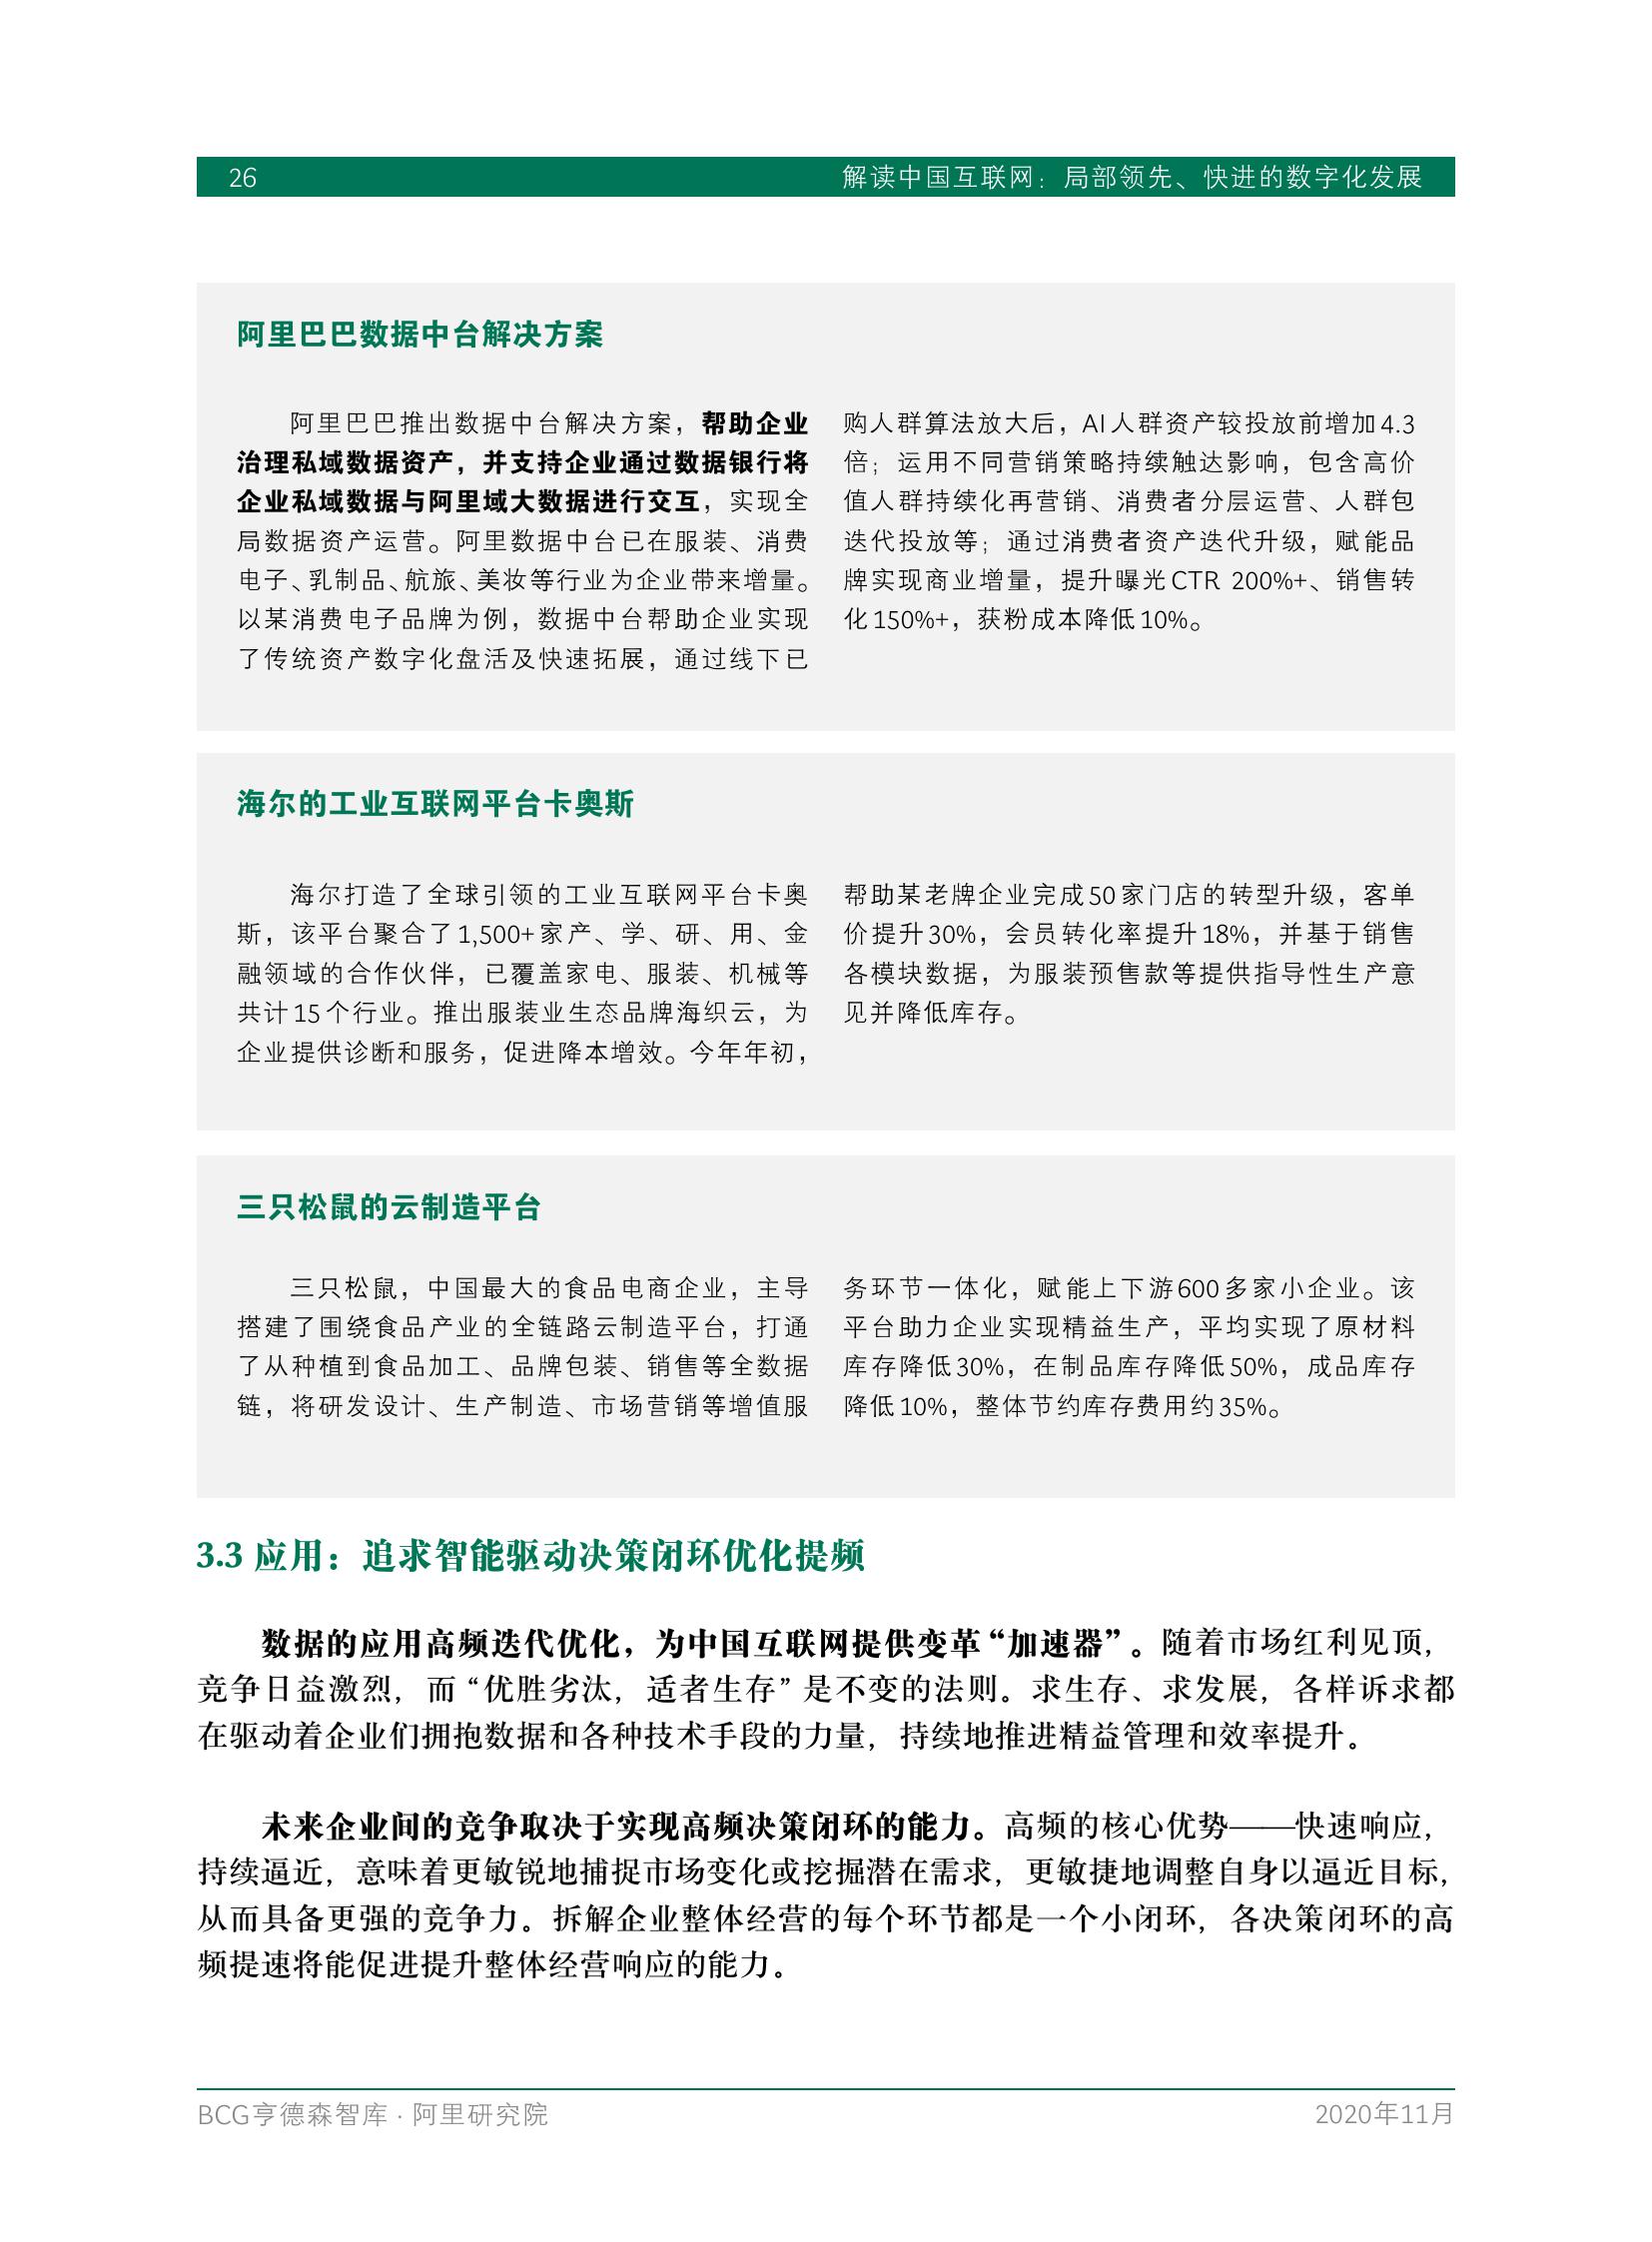 26
解读中国互联网：局部领先、快进的数字化发展
阿里巴巴数据中台解决方案
阿里巴巴推出数据中台解决方案，帮助企业
治理私域数据资产，并支持企业通过数据银行将
企业私域数据与阿里域大数据进行交互，实现全
局数据资产运营。阿里数据中台已在服装、消费
电子、乳制品、航旅、美妆等行业为企业带来增量。
以某消费电子品牌为例，数据中台帮助企业实现
了传统资产数字化盘活及快速拓展，通过线下已
购人群算法放大后，AI人群资产较投放前增加4.3
倍；运用不同营销策略持续触达影响，包含高价
值人群持续化再营销、消费者分层运营、人群包
迭代投放等；通过消费者资产迭代升级，赋能品
牌实现商业增量，提升曝光CTR 200%+、销售转
化150%+，获粉成本降低10%。
海尔的工业互联网平台卡奥斯
海尔打造了全球引领的工业互联网平台卡奥
斯，该平台聚合了1,500+家产、学、研、用、金
融领域的合作伙伴，已覆盖家电、服装、机械等
共计15个行业。推出服装业生态品牌海织云，为
企业提供诊断和服务，促进降本增效。今年年初，
帮助某老牌企业完成50家门店的转型升级，客单
价提升30%，会员转化率提升18%，并基于销售
各模块数据，为服装预售款等提供指导性生产意
见并降低库存。
三只松鼠的云制造平台
三只松鼠，中国最大的食品电商企业，主导
搭建了围绕食品产业的全链路云制造平台，打通
了从种植到食品加工、品牌包装、销售等全数据
链，将研发设计、生产制造、市场营销等增值服
务环节一体化，赋能上下游600多家小企业。该
平台助力企业实现精益生产，平均实现了原材料
库存降低30%，在制品库存降低50%，成品库存
降低10%，整体节约库存费用约35%。
3.3 应用：追求智能驱动决策闭环优化提频
数据的应用高频迭代优化，为中国互联网提供变革“加速器”。随着市场红利见顶，
竞争日益激烈，而“优胜劣汰，适者生存”是不变的法则。求生存、求发展，各样诉求都
在驱动着企业们拥抱数据和各种技术手段的力量，持续地推进精益管理和效率提升。
未来企业间的竞争取决于实现高频决策闭环的能力。高频的核心优势——快速响应，
持续逼近，意味着更敏锐地捕捉市场变化或挖掘潜在需求，更敏捷地调整自身以逼近目标，
从而具备更强的竞争力。拆解企业整体经营的每个环节都是一个小闭环，各决策闭环的高
频提速将能促进提升整体经营响应的能力。
BCG亨德森智库 · 阿里研究院
2020年11月